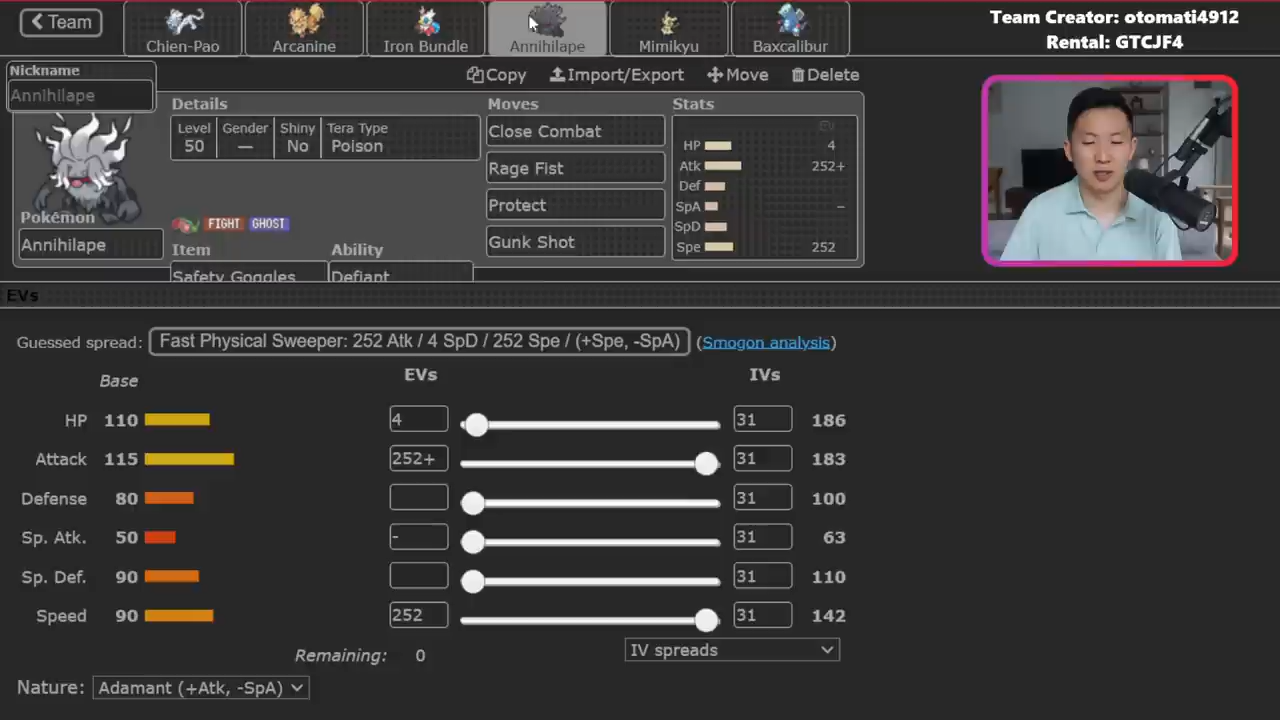 Team
Chien-Pao
Arcanine
Iron Bundle
Annihilape
Mimikyu
Baxcalibur
Team Creator: otomati4912
Rental: GTCJF4
Nickname
Annihilape
Copy
Import/Export
Move
Delete
Details
Level
50
Gender
—
Shiny
No
Tera Type
Poison
Moves
Close Combat
Rage Fist
Protect
Gunk Shot
Stats
EV
HP 4
Atk 252+
Def
SpA –
SpD
Spe 252
Pokémon
Annihilape
FIGHT GHOST
Item
Safety Goggles
Ability
Defiant
EVs
Guessed spread: Fast Physical Sweeper: 252 Atk / 4 SpD / 252 Spe / (+Spe, -SpA) (Smogon analysis)
Base EVs IVs
HP 110 4 31 186
Attack 115 252+ 31 183
Defense 80 31 100
Sp. Atk. 50 - 31 63
Sp. Def. 90 31 110
Speed 90 252 31 142
Remaining: 0
IV spreads
Nature: Adamant (+Atk, -SpA)